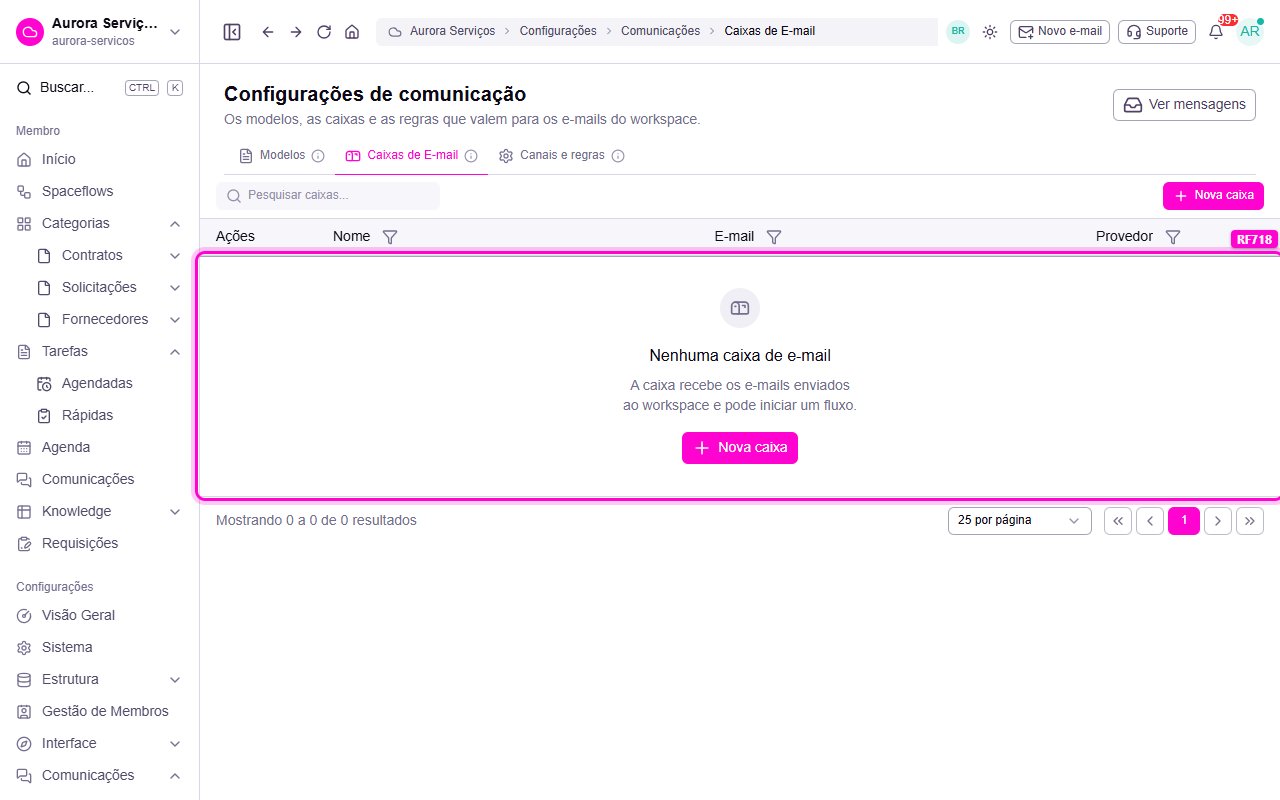 Aurora Serviç...
aurora-servicos
Aurora Serviços
Configurações
Comunicações
Caixas de E-mail
BR
Novo e-mail
Suporte
99+
AR
Buscar...
CTRL
K
Membro
Início
Spaceflows
Categorias
Contratos
Solicitações
Fornecedores
Tarefas
Agendadas
Rápidas
Agenda
Comunicações
Knowledge
Requisições
Configurações
Visão Geral
Sistema
Estrutura
Gestão de Membros
Interface
Comunicações
Configurações de comunicação
Os modelos, as caixas e as regras que valem para os e-mails do workspace.
Ver mensagens
Modelos
Caixas de E-mail
Canais e regras
Pesquisar caixas...
Nova caixa
Ações
Nome
E-mail
Provedor
RF718
Nenhuma caixa de e-mail
A caixa recebe os e-mails enviados
ao workspace e pode iniciar um fluxo.
Nova caixa
Mostrando 0 a 0 de 0 resultados
25 por página
1